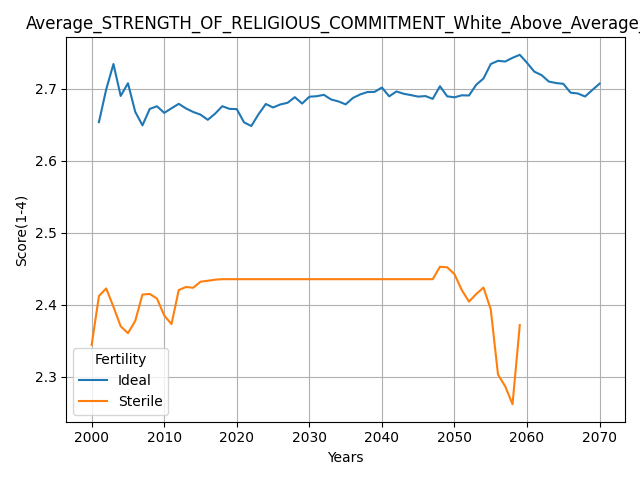 Average_STRENGTH_OF_RELIGIOUS_COMMITMENT_White_Above_Average_
2.7
2.6
2.5
2.4
2.3
Score(1-4)
Fertility
Ideal
Sterile
2000 2010 2020 2030 2040 2050 2060 2070
Years